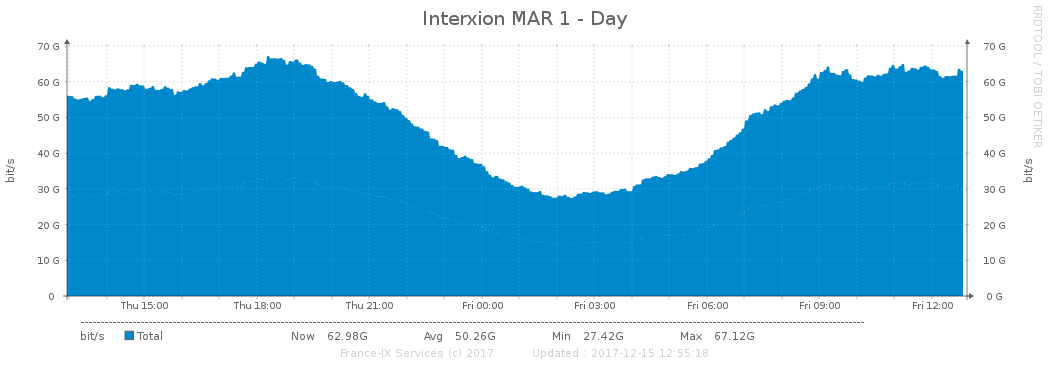 Interxion MAR 1 - Day
RRDTOOL / TOBI OETIKER
70 G 70 G
60 G 60 G
50 G 50 G
40 G 40 G
30 G 30 G
20 G 20 G
10 G 10 G
0 0 G
bit/s bit/s
Thu 15:00 Thu 18:00 Thu 21:00 Fri 00:00 Fri 03:00 Fri 06:00 Fri 09:00 Fri 12:00
bit/s Total Now 62.98G Avg 50.26G Min 27.42G Max 67.12G
France-IX Services (c) 2017 Updated : 2017-12-15 12:55:18